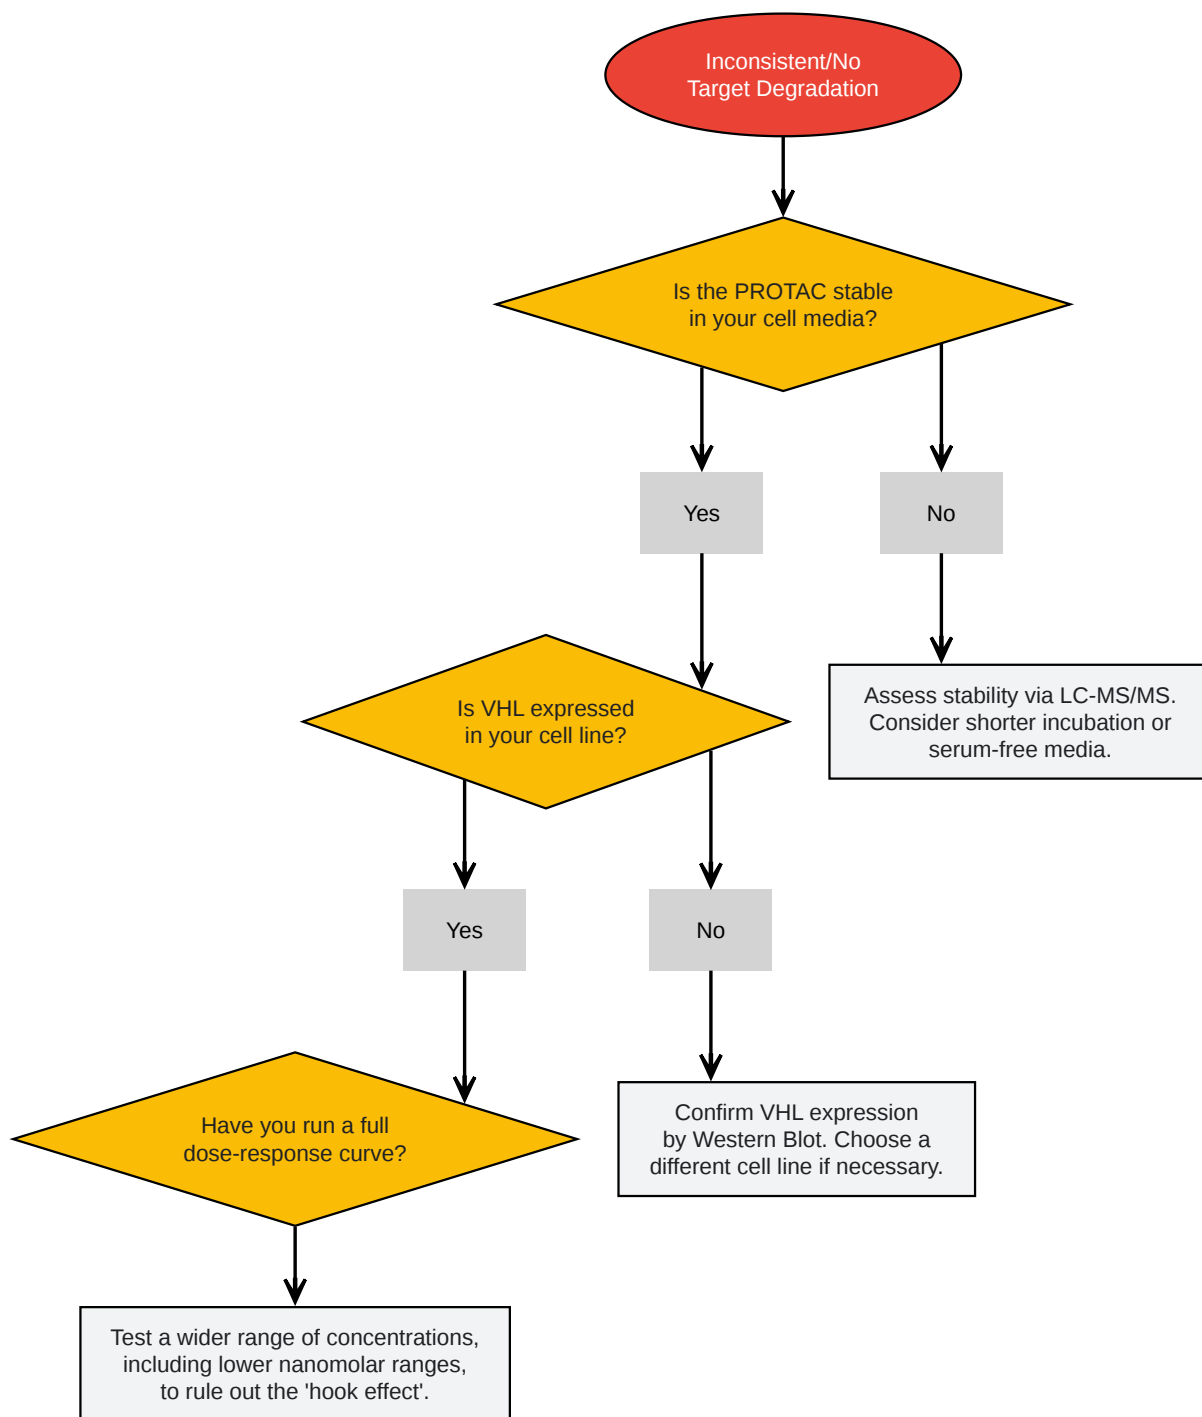 Inconsistent/No
Target Degradation
Is the PROTAC stable
in your cell media?
Yes
No
Is VHL expressed
in your cell line?
Assess stability via LC-MS/MS.
Consider shorter incubation or
serum-free media.
Yes
No
Have you run a full
dose-response curve?
Confirm VHL expression
by Western Blot. Choose a
different cell line if necessary.
Test a wider range of concentrations,
including lower nanomolar ranges,
to rule out the 'hook effect'.